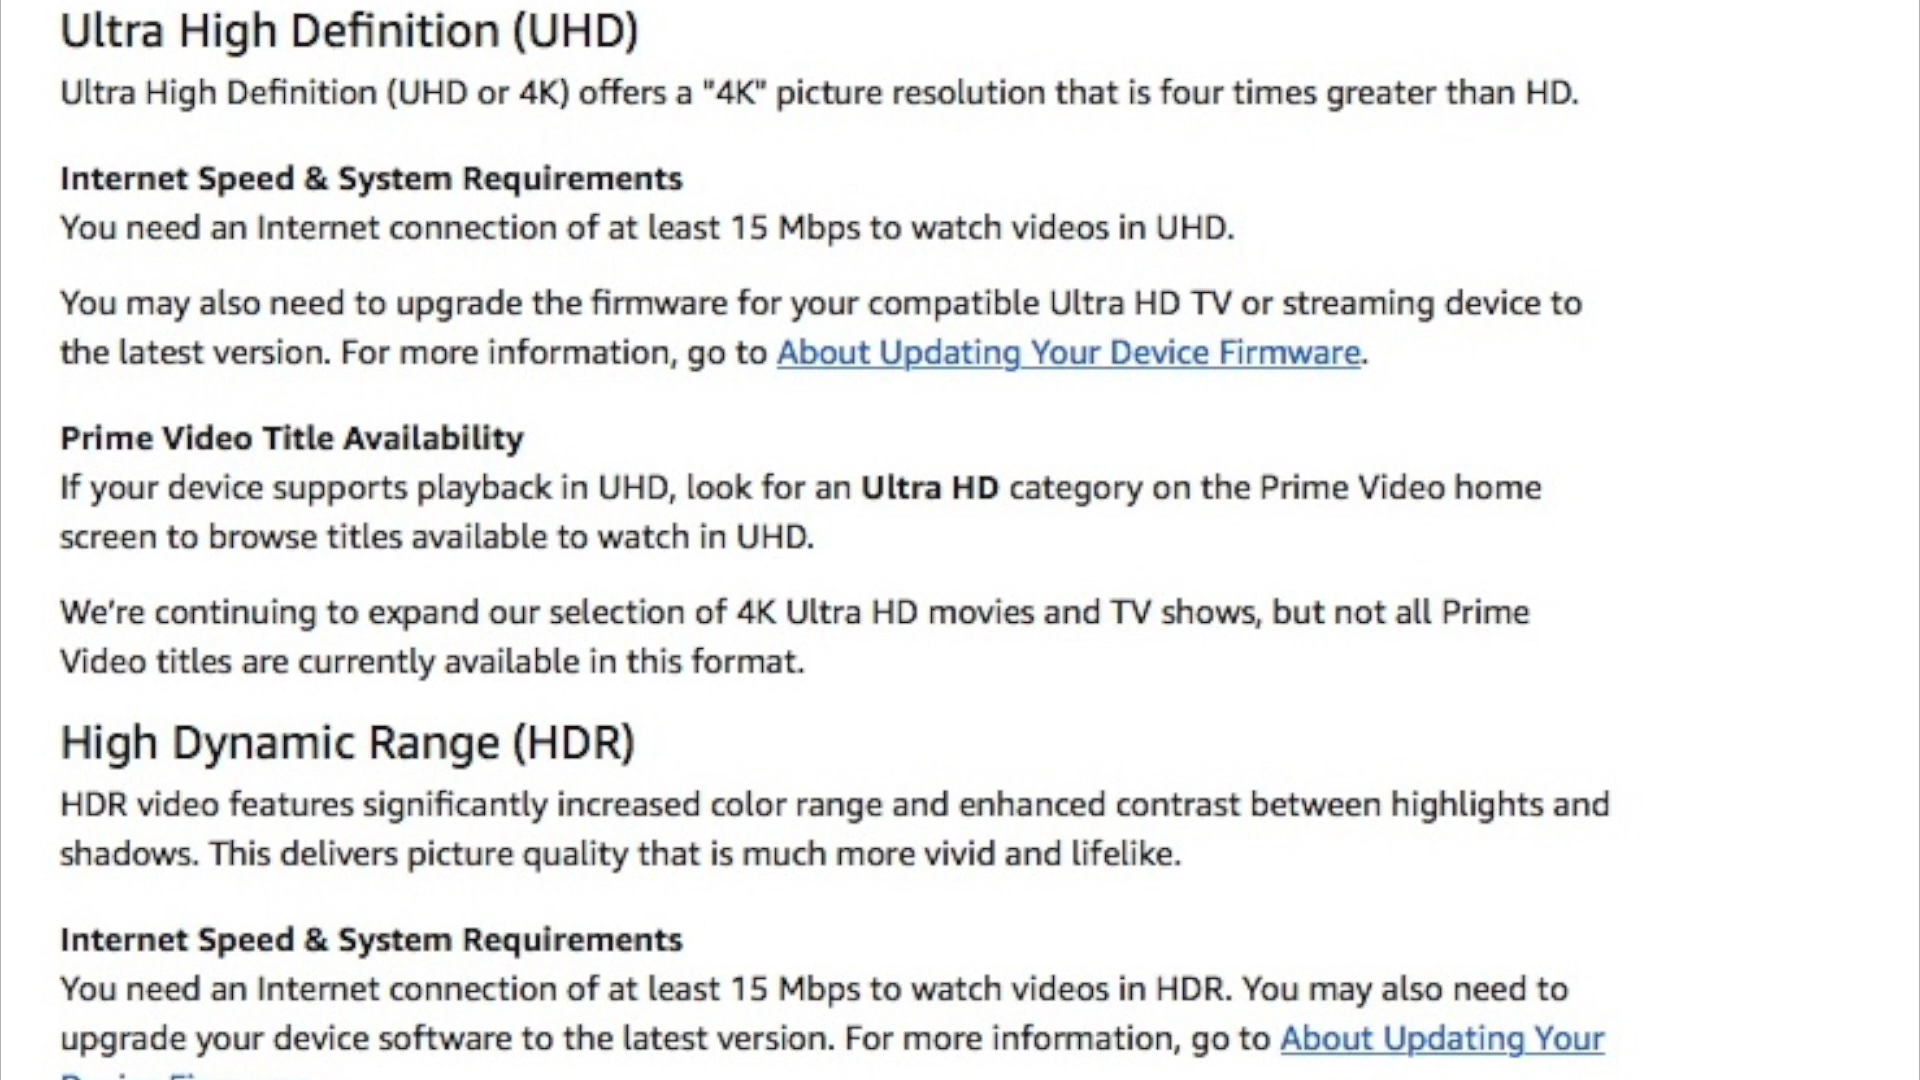 Ultra High Definition (UHD)
Ultra High Definition (UHD or 4K) offers a "4K" picture resolution that is four times greater than HD.
Internet Speed & System Requirements
You need an Internet connection of at least 15 Mbps to watch videos in UHD.
You may also need to upgrade the firmware for your compatible Ultra HD TV or streaming device to
the latest version. For more information, go to About Updating Your Device Firmware.
Prime Video Title Availability
If your device supports playback in UHD, look for an Ultra HD category on the Prime Video home
screen to browse titles available to watch in UHD.
We're continuing to expand our selection of 4K Ultra HD movies and TV shows, but not all Prime
Video titles are currently available in this format.
High Dynamic Range (HDR)
HDR video features significantly increased color range and enhanced contrast between highlights and
shadows. This delivers picture quality that is much more vivid and lifelike.
Internet Speed & System Requirements
You need an Internet connection of at least 15 Mbps to watch videos in HDR. You may also need to
upgrade your device software to the latest version. For more information, go to About Updating Your